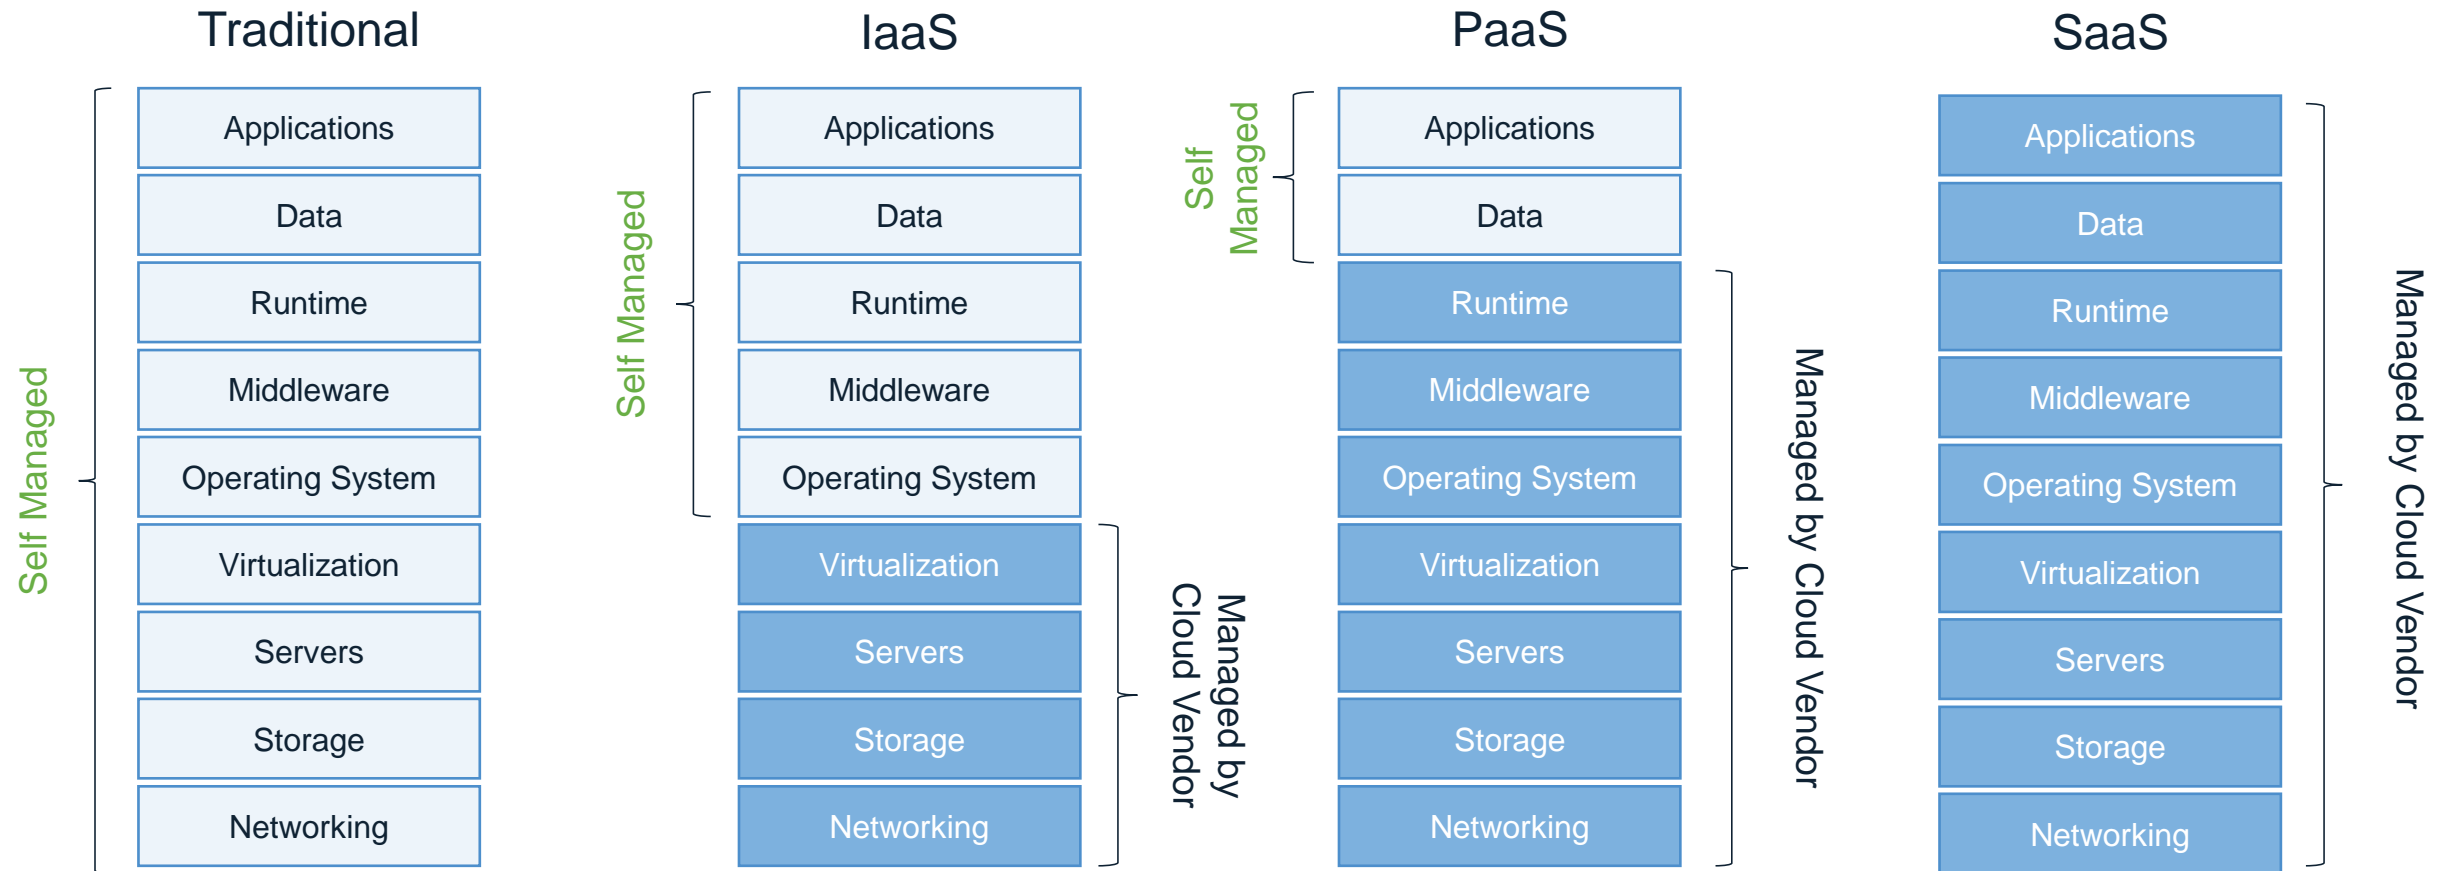 Traditional
Self Managed
Applications
Data
Runtime
Middleware
Operating System
Virtualization
Servers
Storage
Networking
IaaS
Self Managed
Applications
Data
Runtime
Middleware
Operating System
Virtualization
Servers
Storage
Networking
Managed by
Cloud Vendor
PaaS
Self
Managed
Applications
Data
Runtime
Middleware
Operating System
Virtualization
Servers
Storage
Networking
Managed by Cloud Vendor
SaaS
Applications
Data
Runtime
Middleware
Operating System
Virtualization
Servers
Storage
Networking
Managed by Cloud Vendor